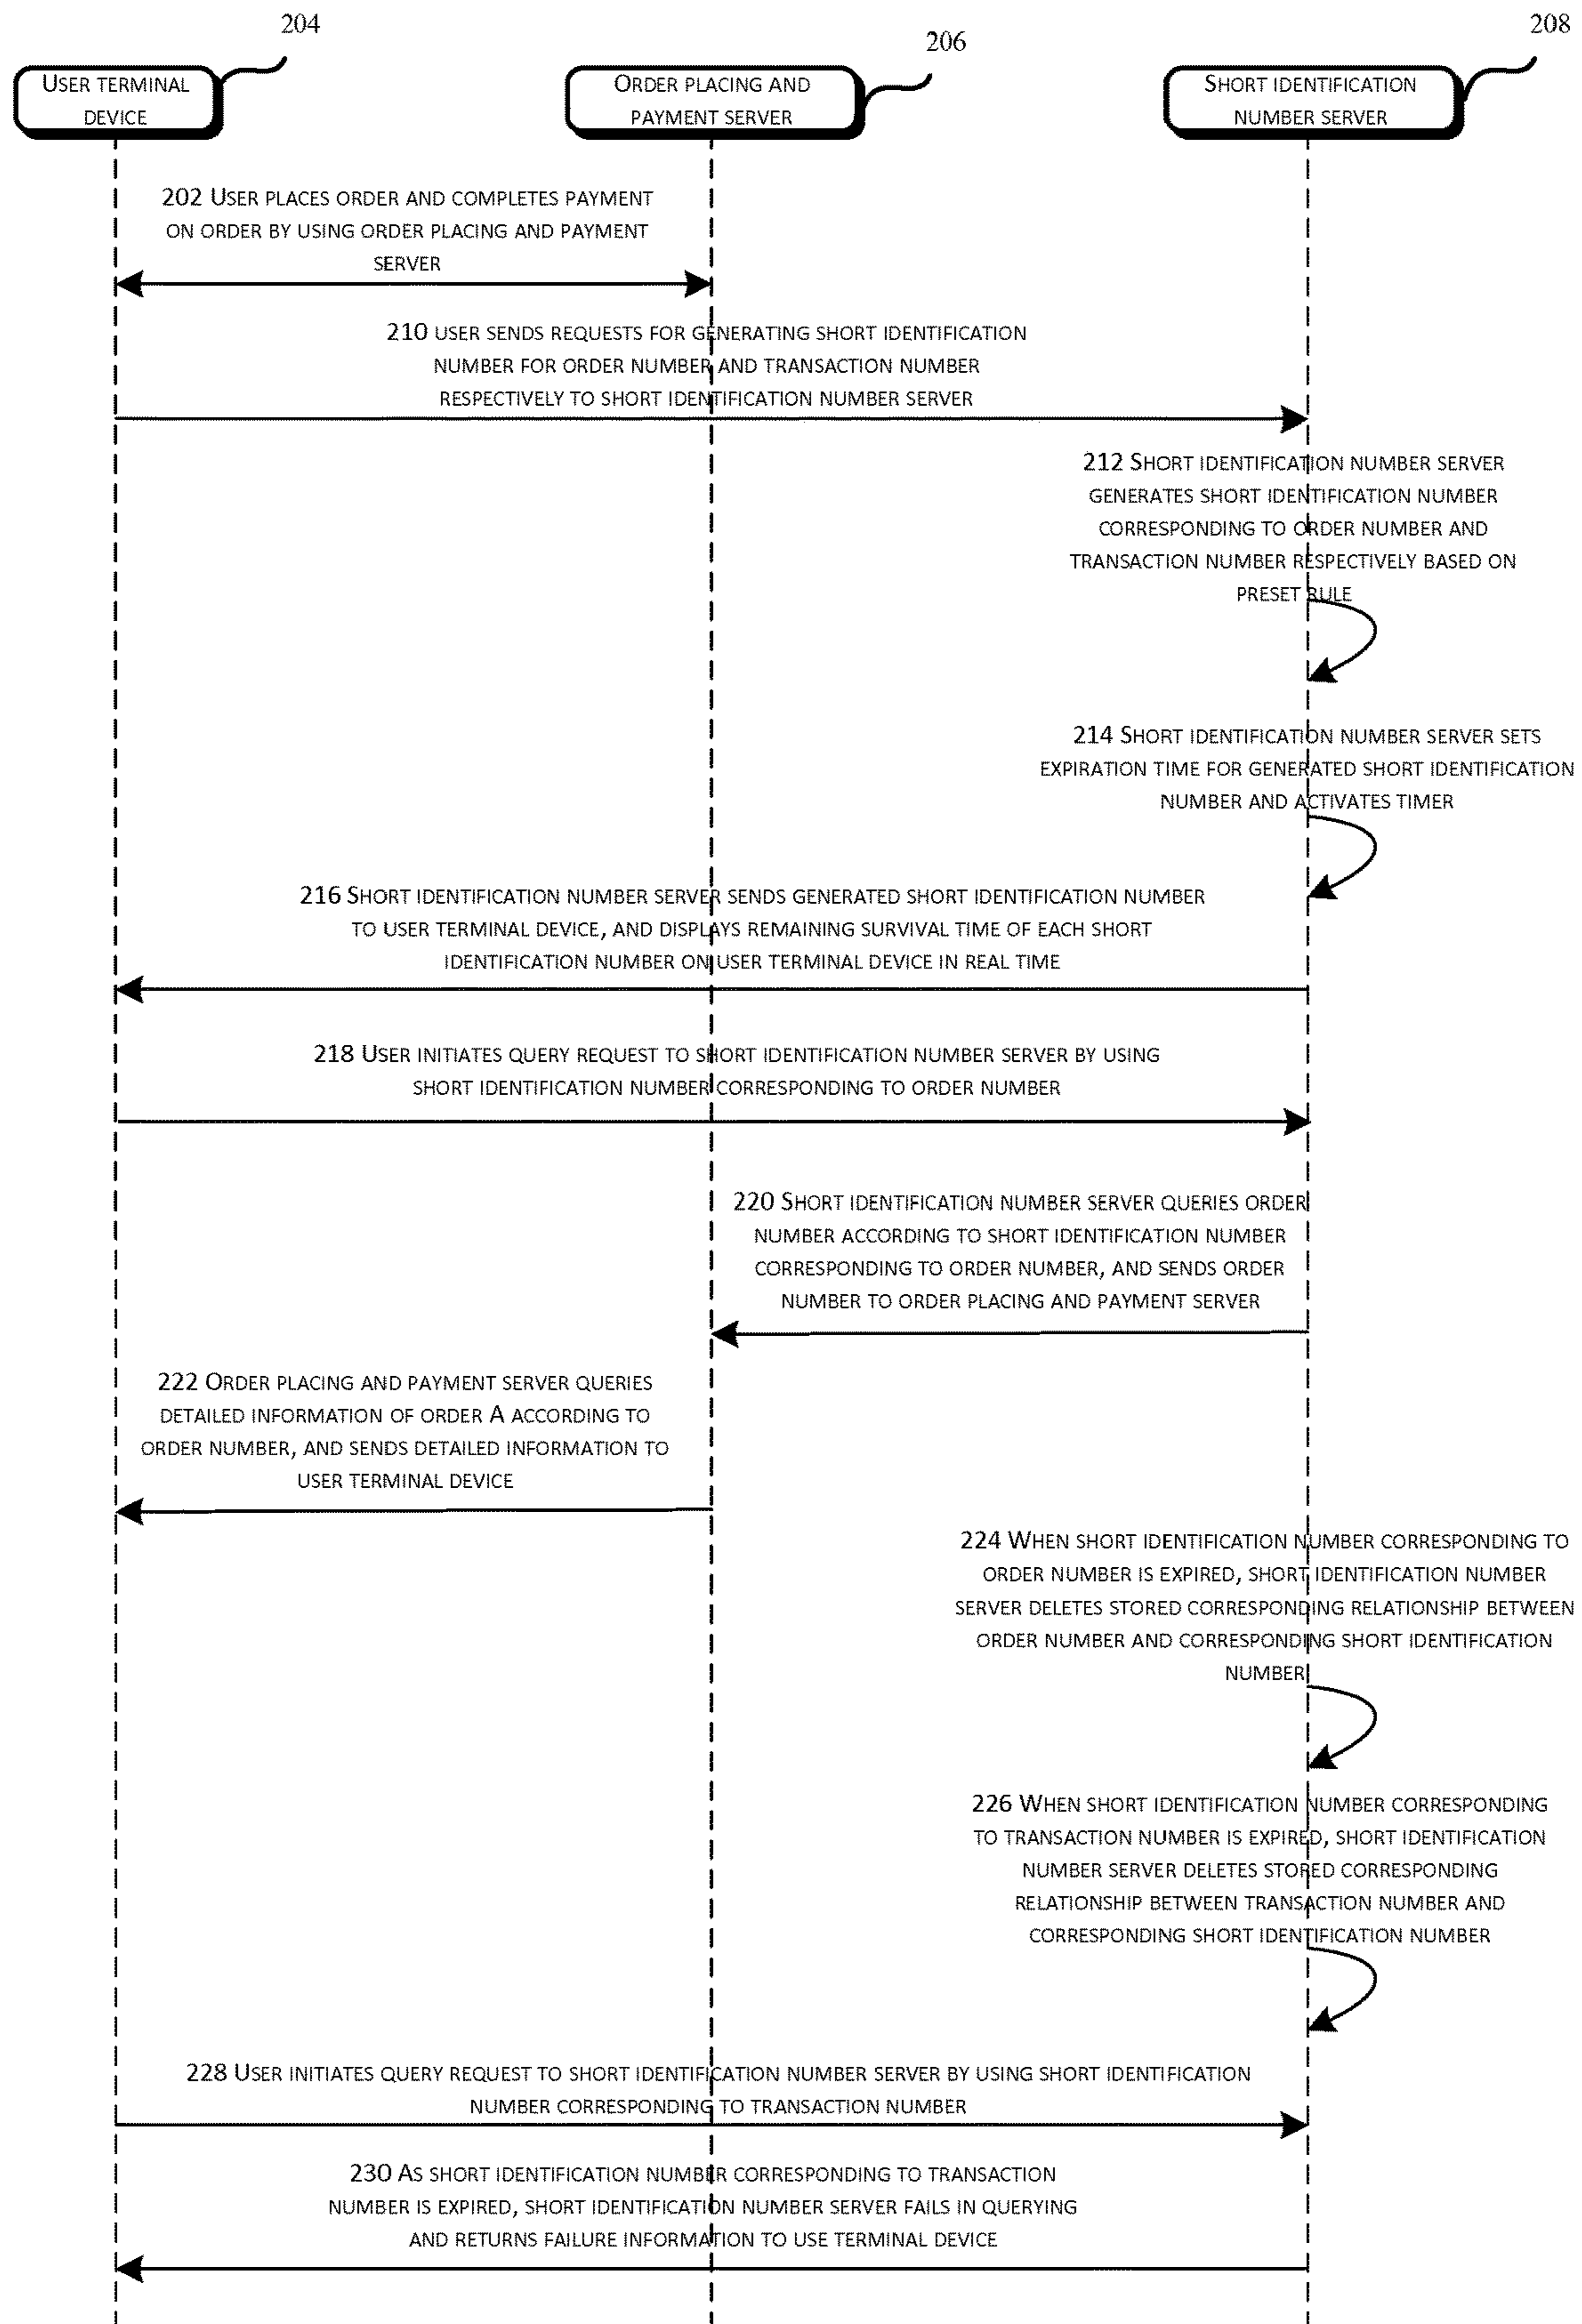 204
206
208
USER TERMINAL
DEVICE
ORDER PLACING AND
PAYMENT SERVER
SHORT IDENTIFICATION
NUMBER SERVER
202 USER PLACES ORDER AND COMPLETES PAYMENT
ON ORDER BY USING ORDER PLACING AND PAYMENT
SERVER
210 USER SENDS REQUESTS FOR GENERATING SHORT IDENTIFICATION
NUMBER FOR ORDER NUMBER AND TRANSACTION NUMBER
RESPECTIVELY TO SHORT IDENTIFICATION NUMBER SERVER
212 SHORT IDENTIFICATION NUMBER SERVER
GENERATES SHORT IDENTIFICATION NUMBER
CORRESPONDING TO ORDER NUMBER AND
TRANSACTION NUMBER RESPECTIVELY BASED ON
PRESET RULE
214 SHORT IDENTIFICATION NUMBER SERVER SETS
EXPIRATION TIME FOR GENERATED SHORT IDENTIFICATION
NUMBER AND ACTIVATES TIMER
216 SHORT IDENTIFICATION NUMBER SERVER SENDS GENERATED SHORT IDENTIFICATION NUMBER
TO USER TERMINAL DEVICE, AND DISPLAYS REMAINING SURVIVAL TIME OF EACH SHORT
IDENTIFICATION NUMBER ON USER TERMINAL DEVICE IN REAL TIME
218 USER INITIATES QUERY REQUEST TO SHORT IDENTIFICATION NUMBER SERVER BY USING
SHORT IDENTIFICATION NUMBER CORRESPONDING TO ORDER NUMBER
220 SHORT IDENTIFICATION NUMBER SERVER QUERIES ORDER
NUMBER ACCORDING TO SHORT IDENTIFICATION NUMBER
CORRESPONDING TO ORDER NUMBER, AND SENDS ORDER
NUMBER TO ORDER PLACING AND PAYMENT SERVER
222 ORDER PLACING AND PAYMENT SERVER QUERIES
DETAILED INFORMATION OF ORDER A ACCORDING TO
ORDER NUMBER, AND SENDS DETAILED INFORMATION TO
USER TERMINAL DEVICE
224 WHEN SHORT IDENTIFICATION NUMBER CORRESPONDING TO
ORDER NUMBER IS EXPIRED, SHORT IDENTIFICATION NUMBER
SERVER DELETES STORED CORRESPONDING RELATIONSHIP BETWEEN
ORDER NUMBER AND CORRESPONDING SHORT IDENTIFICATION
NUMBER
226 WHEN SHORT IDENTIFICATION NUMBER CORRESPONDING
TO TRANSACTION NUMBER IS EXPIRED, SHORT IDENTIFICATION
NUMBER SERVER DELETES STORED CORRESPONDING
RELATIONSHIP BETWEEN TRANSACTION NUMBER AND
CORRESPONDING SHORT IDENTIFICATION NUMBER
228 USER INITIATES QUERY REQUEST TO SHORT IDENTIFICATION NUMBER SERVER BY USING SHORT IDENTIFICATION
NUMBER CORRESPONDING TO TRANSACTION NUMBER
230 AS SHORT IDENTIFICATION NUMBER CORRESPONDING TO TRANSACTION
NUMBER IS EXPIRED, SHORT IDENTIFICATION NUMBER SERVER FAILS IN QUERYING
AND RETURNS FAILURE INFORMATION TO USE TERMINAL DEVICE